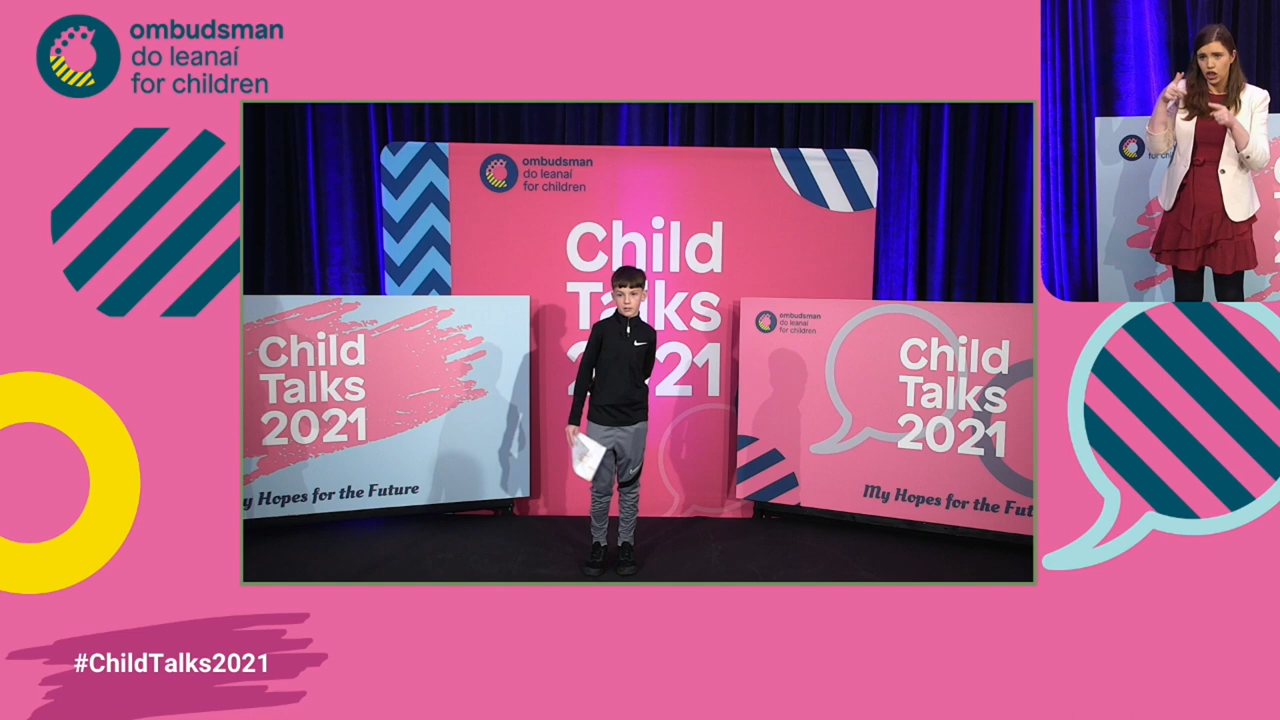 ombudsman
do leanaí
for children
ombudsman
do leanaí
for children
Child
Talks
2021
Child
Talks
2021
y Hopes for the Future
ombudsman
do leanaí
for children
Child
Talks
2021
My Hopes for the Fut
#ChildTalks2021